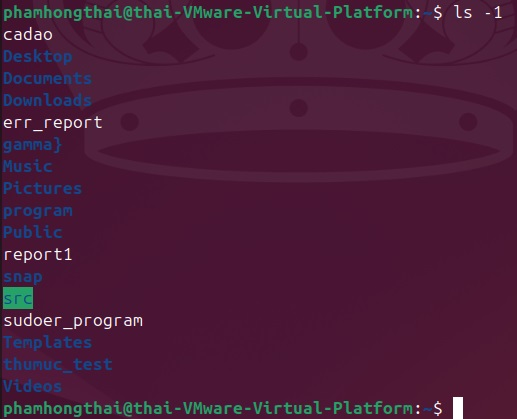 phamhongthai@thai-VMware-Virtual-Platform:~$ ls -1
cadao
Desktop
Documents
Downloads
err_report
gamma}
Music
Pictures
program
Public
report1
snap
src
sudoer_program
Templates
thumuc_test
Videos
phamhongthai@thai-VMware-Virtual-Platform:~$